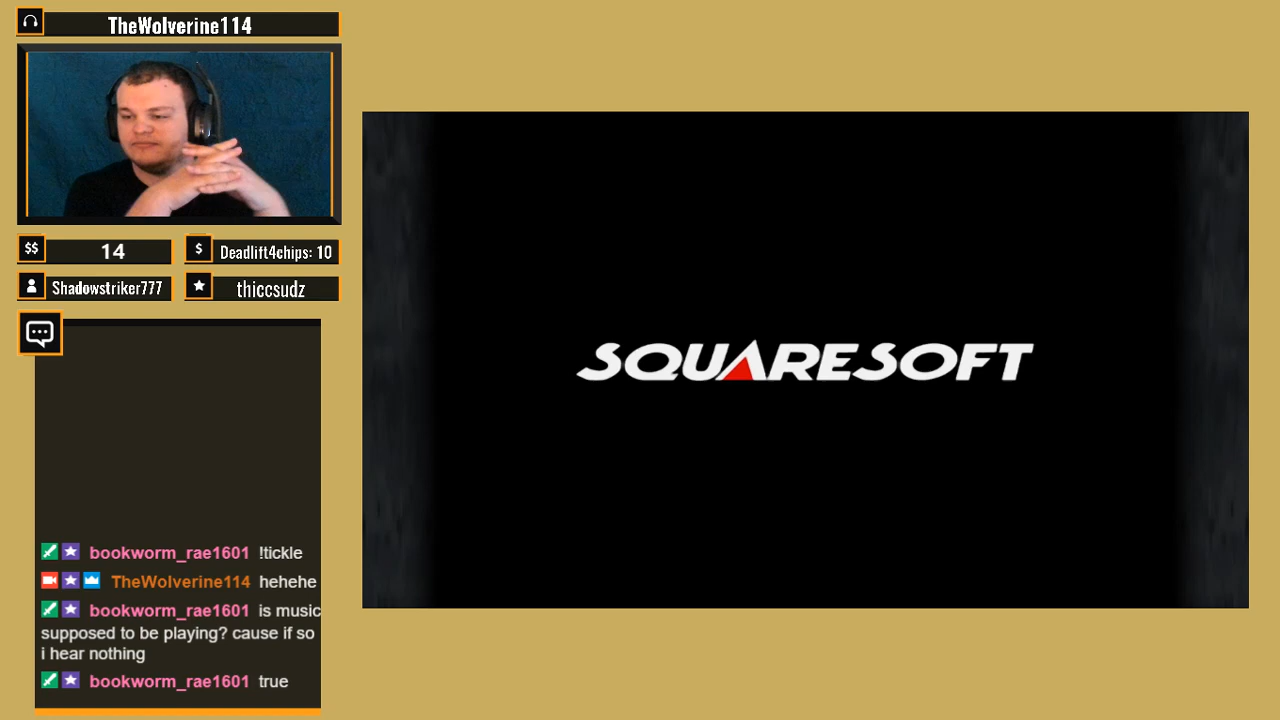 TheWolverine114
$$
14
$
Deadlift4chips: 10
Shadowstriker777
thiccsudz
SQUARESOFT
bookworm_rae1601 !tickle
TheWolverine114 hehehe
bookworm_rae1601 is music
supposed to be playing? cause if so
i hear nothing
bookworm_rae1601 true